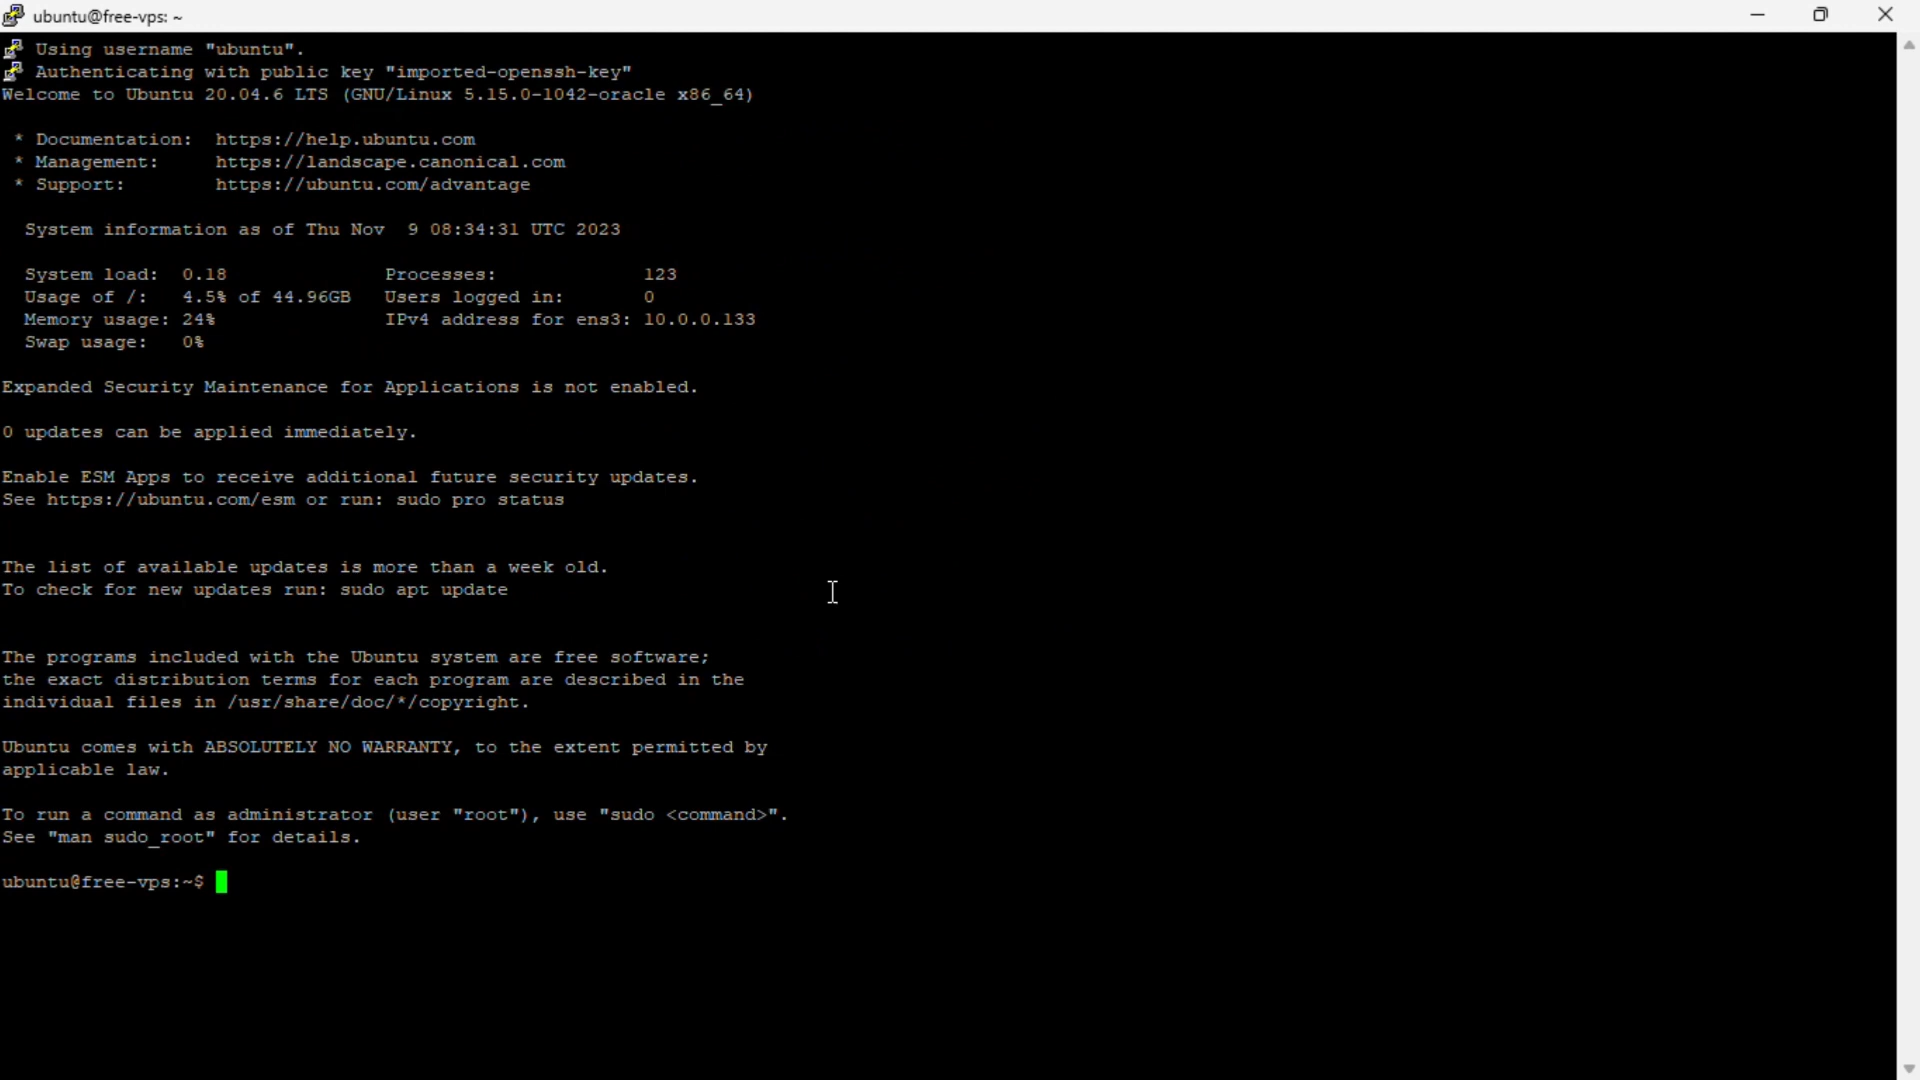 ubuntu@free-vps: ~
Using username "ubuntu".
Authenticating with public key "imported-openssh-key"
Welcome to Ubuntu 20.04.6 LTS (GNU/Linux 5.15.0-1042-oracle x86_64)
* Documentation:  https://help.ubuntu.com
* Management:     https://landscape.canonical.com
* Support:        https://ubuntu.com/advantage
System information as of Thu Nov  9 08:34:31 UTC 2023
System load:  0.18              Processes:             123
Usage of /:   4.5% of 44.96GB   Users logged in:       0
Memory usage: 24%               IPv4 address for ens3: 10.0.0.133
Swap usage:   0%
Expanded Security Maintenance for Applications is not enabled.
0 updates can be applied immediately.
Enable ESM Apps to receive additional future security updates.
See https://ubuntu.com/esm or run: sudo pro status
The list of available updates is more than a week old.
To check for new updates run: sudo apt update
The programs included with the Ubuntu system are free software;
the exact distribution terms for each program are described in the
individual files in /usr/share/doc/*/copyright.
Ubuntu comes with ABSOLUTELY NO WARRANTY, to the extent permitted by
applicable law.
To run a command as administrator (user "root"), use "sudo <command>".
See "man sudo_root" for details.
ubuntu@free-vps:~$